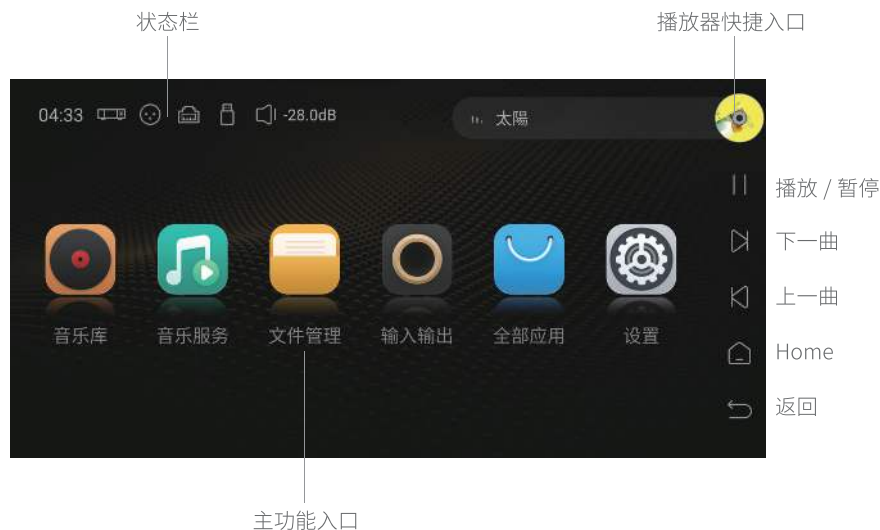 状态栏
播放器快捷入口
04:33
-28.0dB
太陽
播放 / 暂停
下一曲
上一曲
音乐库
音乐服务
文件管理
输入输出
全部应用
设置
Home
返回
主功能入口